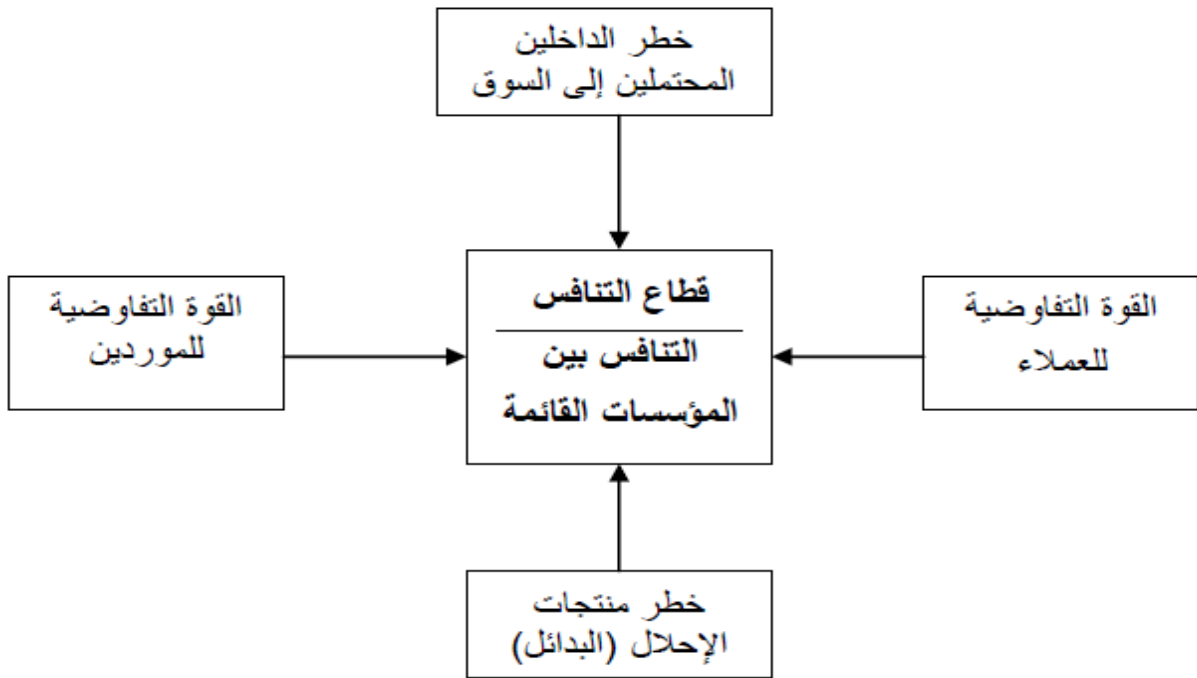 خطر الداخلين
المحتملين إلى السوق
القوة التفاوضية
للعملاء
قطاع التنافس
التنافس بين
المؤسسات القائمة
القوة التفاوضية
للموردين
خطر منتجات
الإحلال (البدائل)